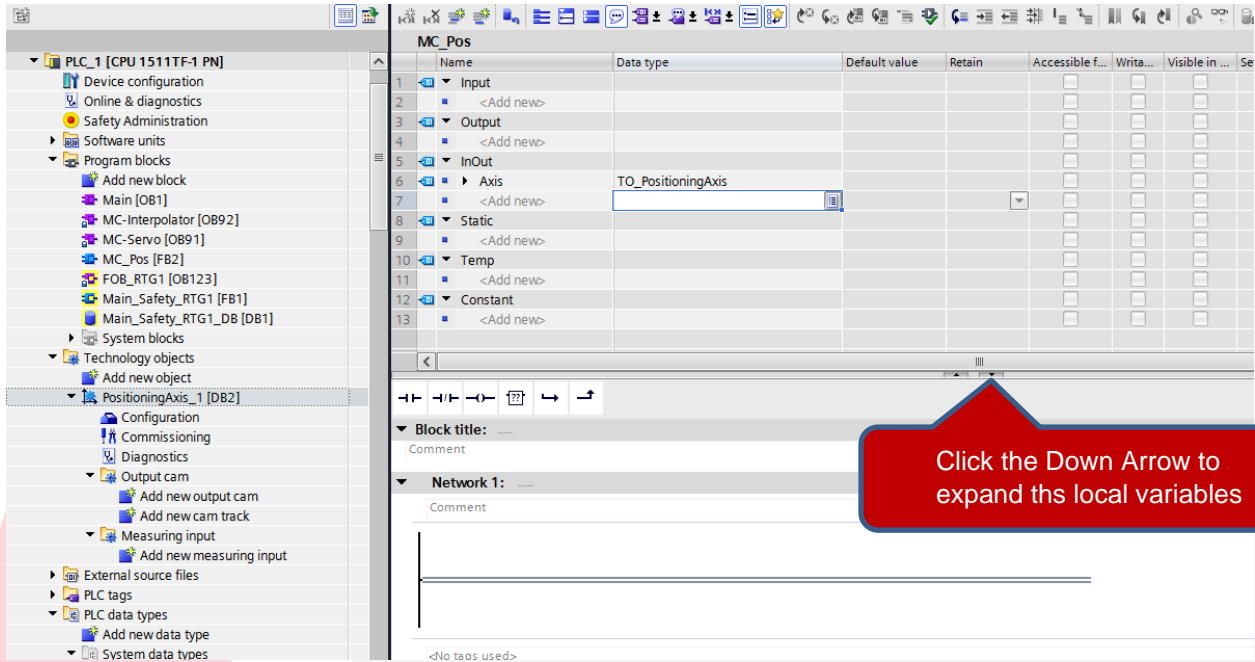 MC_Pos
Name Data type Default value Retain Accessible f... Writa... Visible in ... Se
1 Input
2 <Add new>
3 Output
4 <Add new>
5 InOut
6 Axis TO_PositioningAxis
7 <Add new>
8 Static
9 <Add new>
10 Temp
11 <Add new>
12 Constant
13 <Add new>
PLC_1 [CPU 1511TF-1 PN]
Device configuration
Online & diagnostics
Safety Administration
Software units
Program blocks
Add new block
Main [OB1]
MC-Interpolator [OB92]
MC-Servo [OB91]
MC_Pos [FB2]
FOB_RTG1 [OB123]
Main_Safety_RTG1 [FB1]
Main_Safety_RTG1_DB [DB1]
System blocks
Technology objects
Add new object
PositioningAxis_1 [DB2]
Configuration
Commissioning
Diagnostics
Output cam
Add new output cam
Add new cam track
Measuring input
Add new measuring input
External source files
PLC tags
PLC data types
Add new data type
System data types
??
Block title: .....
Comment
Network 1: .....
Comment
<No tags used>
Click the Down Arrow to
expand ths local variables